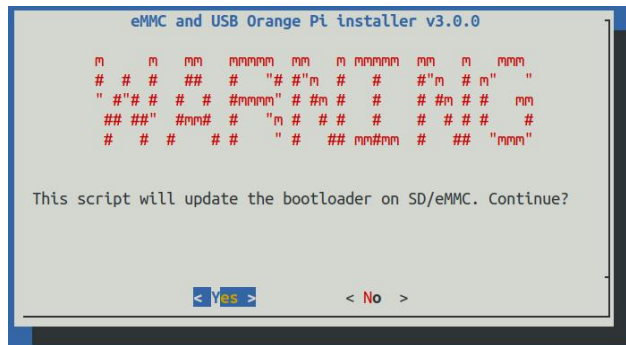 eMMC and USB Orange Pi installer v3.0.0
WARNING
This script will update the bootloader on SD/eMMC. Continue?
< Yes > < No >